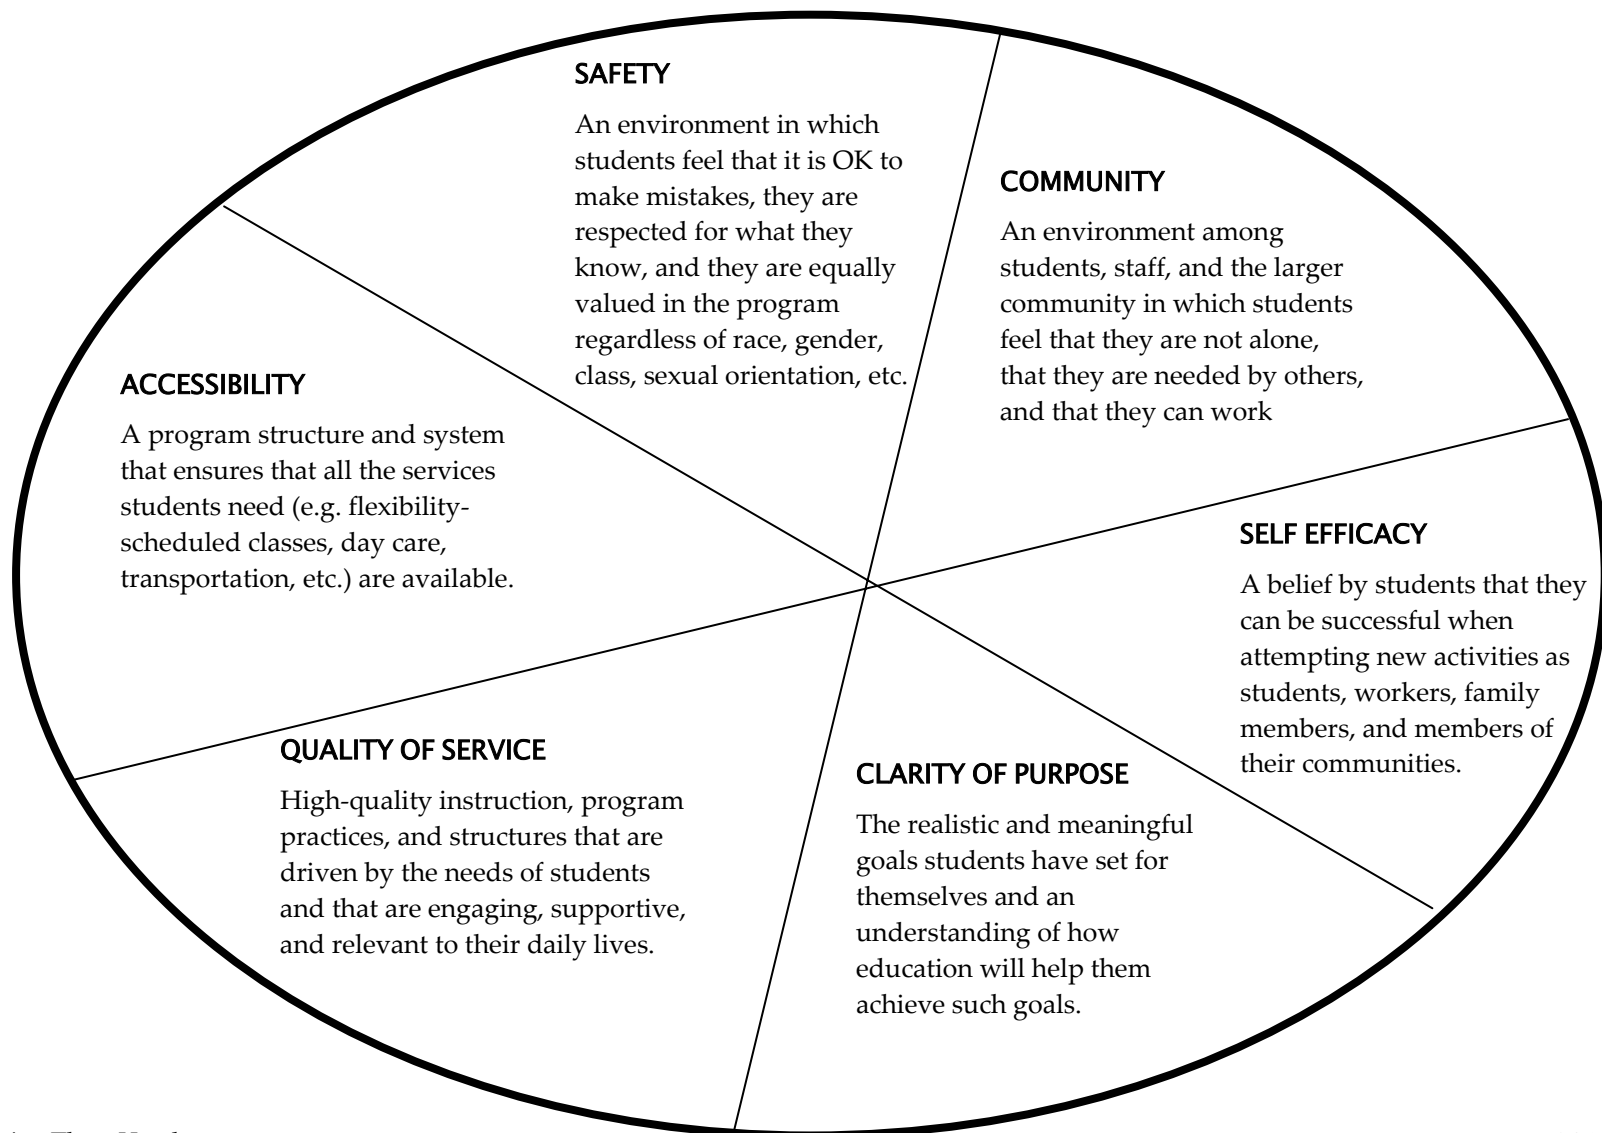 SAFETY
An environment in which
students feel that it is OK to
make mistakes, they are
respected for what they
know, and they are equally
valued in the program
regardless of race, gender,
class, sexual orientation, etc.
COMMUNITY
An environment among
students, staff, and the larger
community in which students
feel that they are not alone,
that they are needed by others,
and that they can work
ACCESSIBILITY
A program structure and system
that ensures that all the services
students need (e.g. flexibility-
scheduled classes, day care,
transportation, etc.) are available.
SELF EFFICACY
A belief by students that they
can be successful when
attempting new activities as
students, workers, family
members, and members of
their communities.
QUALITY OF SERVICE
High-quality instruction, program
practices, and structures that are
driven by the needs of students
and that are engaging, supportive,
and relevant to their daily lives.
CLARITY OF PURPOSE
The realistic and meaningful
goals students have set for
themselves and an
understanding of how
education will help them
achieve such goals.